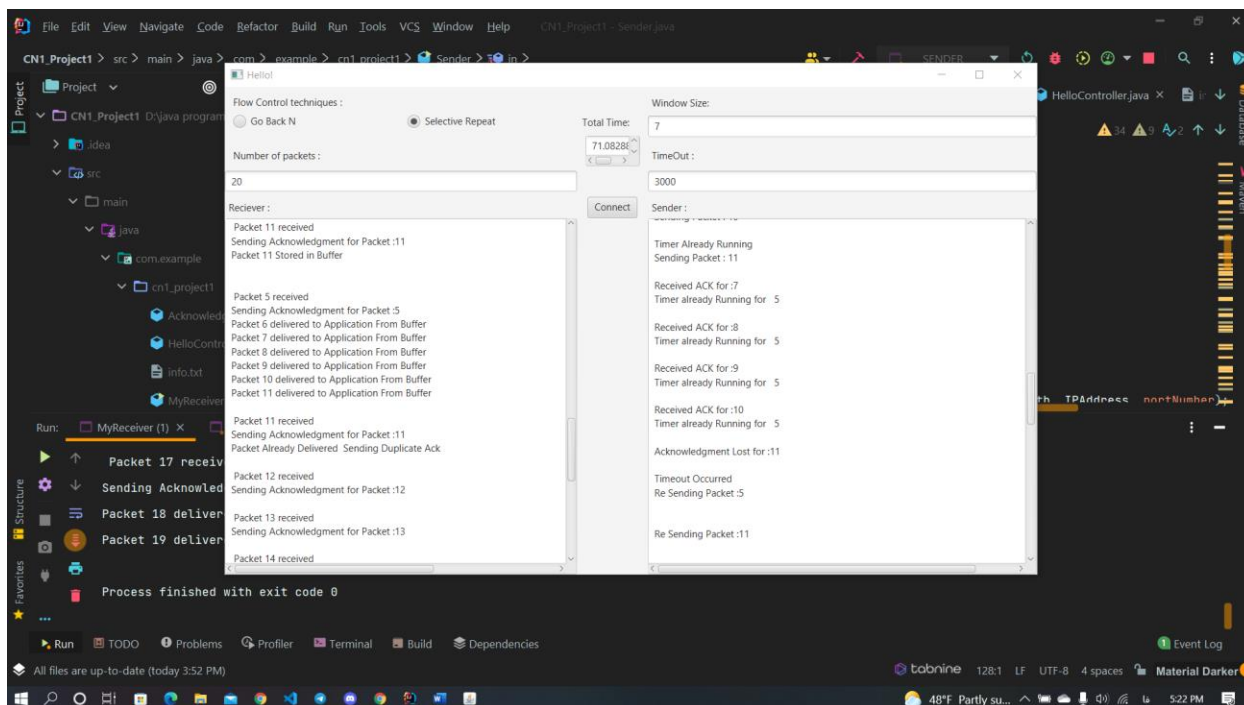 File Edit View Navigate Code Refactor Build Run Tools VCS Window Help CN1_Project1 - Sender.java
CN1_Project1 > src > main > java > com > example > cn1_project1 > Sender > in > SENDER
Hello!
Project
Project
HelloController.java
CN1_Project1 D:\java program
34 9 2
.idea
src
main
java
com.example
cn1_project1
HelloContr
info.txt
MyReceiver
Database
Flow Control techniques :
Go Back N Selective Repeat
Number of packets :
20
Total Time:
71.0828
Connect
Window Size:
7
TimeOut :
3000
Reciever :
Packet 11 received
Sending Acknowledgment for Packet :11
Packet 11 Stored in Buffer
Packet 5 received
Sending Acknowledgment for Packet :5
Packet 6 delivered to Application From Buffer
Packet 7 delivered to Application From Buffer
Packet 8 delivered to Application From Buffer
Packet 9 delivered to Application From Buffer
Packet 10 delivered to Application From Buffer
Packet 11 delivered to Application From Buffer
Packet 11 received
Sending Acknowledgment for Packet :11
Packet Already Delivered Sending Duplicate Ack
Packet 12 received
Sending Acknowledgment for Packet :12
Packet 13 received
Sending Acknowledgment for Packet :13
Packet 14 received
Sender :
Timer Already Running
Sending Packet : 11
Received ACK for :7
Timer already Running for 5
Received ACK for :8
Timer already Running for 5
Received ACK for :9
Timer already Running for 5
Received ACK for :10
Timer already Running for 5
Acknowledgment Lost for :11
Timeout Occurred
Re Sending Packet :5
Re Sending Packet :11
th, IPAddress, portNumber);
Run: MyReceiver (1)
Packet 17 receiv
Sending Acknowled
Packet 18 deliver
Packet 19 deliver
Process finished with exit code 0
Structure
Favorites
Run TODO Problems Profiler Terminal Build Dependencies 1 Event Log
All files are up-to-date (today 3:52 PM) tabnine 128:1 LF UTF-8 4 spaces Material Darker
48°F Partly su... 5:22 PM